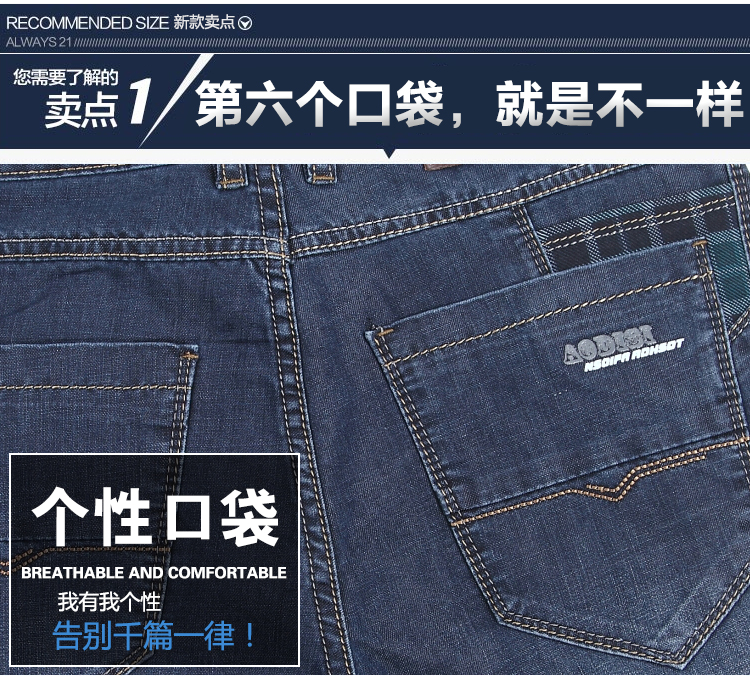 RECOMMENDED SIZE 新款卖点
ALWAYS 21
您需要了解的
卖点 1
第六个口袋，就是不一样
AODISI
NSDIPA ROHSDT
个性口袋
BREATHABLE AND COMFORTABLE
我有我个性
告别千篇一律！